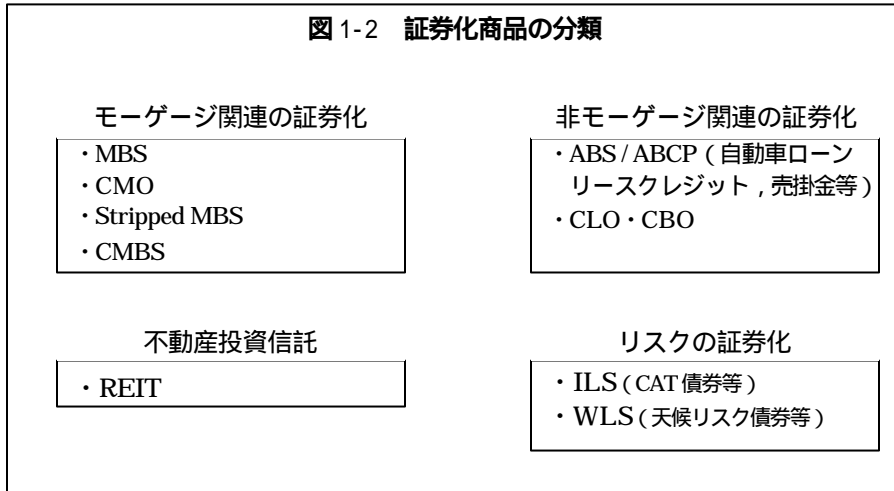 図 1-2 証券化商品の分類
モーゲージ関連の証券化
・MBS
・CMO
・Stripped MBS
・CMBS
非モーゲージ関連の証券化
・ABS / ABCP（自動車ローン
リースクレジット , 売掛金等）
・CLO・CBO
不動産投資信託
・REIT
リスクの証券化
・ILS（CAT 債券等）
・WLS（天候リスク債券等）